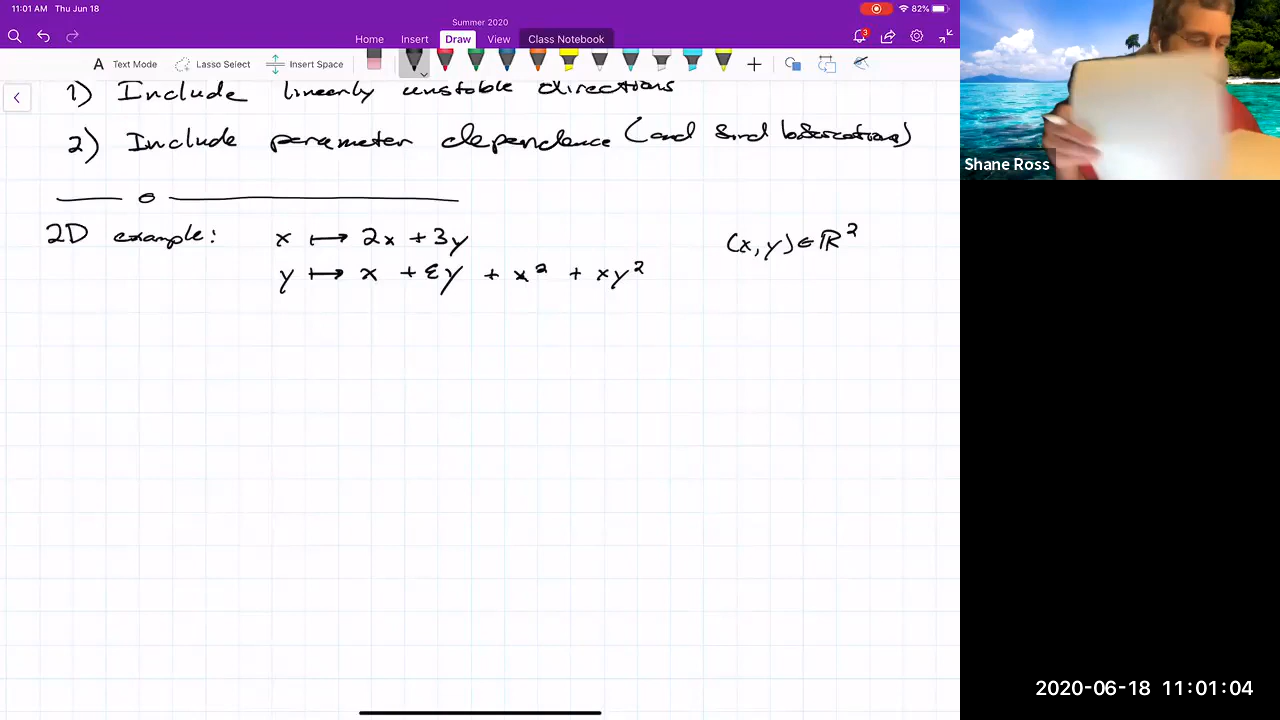 11:01 AM Thu Jun 18
82%
Summer 2020
Home Insert Draw View Class Notebook
3
A Text Mode Lasso Select Insert Space
1) Include linearly unstable directions
2) Include parameter dependence (and find bifurcations)
2D example: x ↦ 2x + 3y (x, y) ∈ ℝ²
y ↦ x + εy + x² + xy²
Shane Ross
2020-06-18 11:01:04